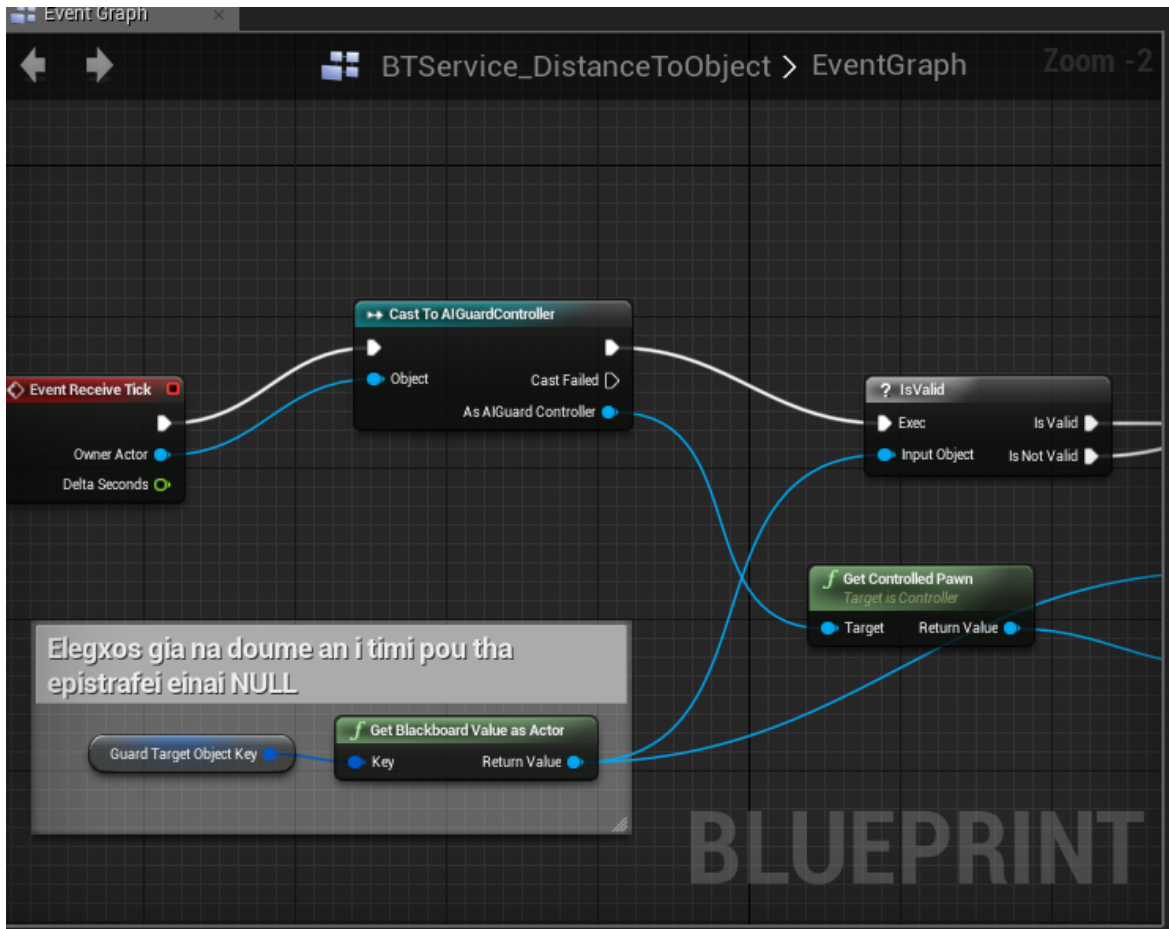 Event Graph ×
BTService_DistanceToObject > EventGraph
Zoom -2
Cast To AIGuardController
Object
Cast Failed
As AIGuard Controller
Event Receive Tick
Owner Actor
Delta Seconds
? IsValid
Exec
Is Valid
Input Object
Is Not Valid
f Get Controlled Pawn
Target is Controller
Target
Return Value
Elegxos gia na doume an i timi pou tha
epistrafei einai NULL
Guard Target Object Key
f Get Blackboard Value as Actor
Key
Return Value
BLUEPRINT